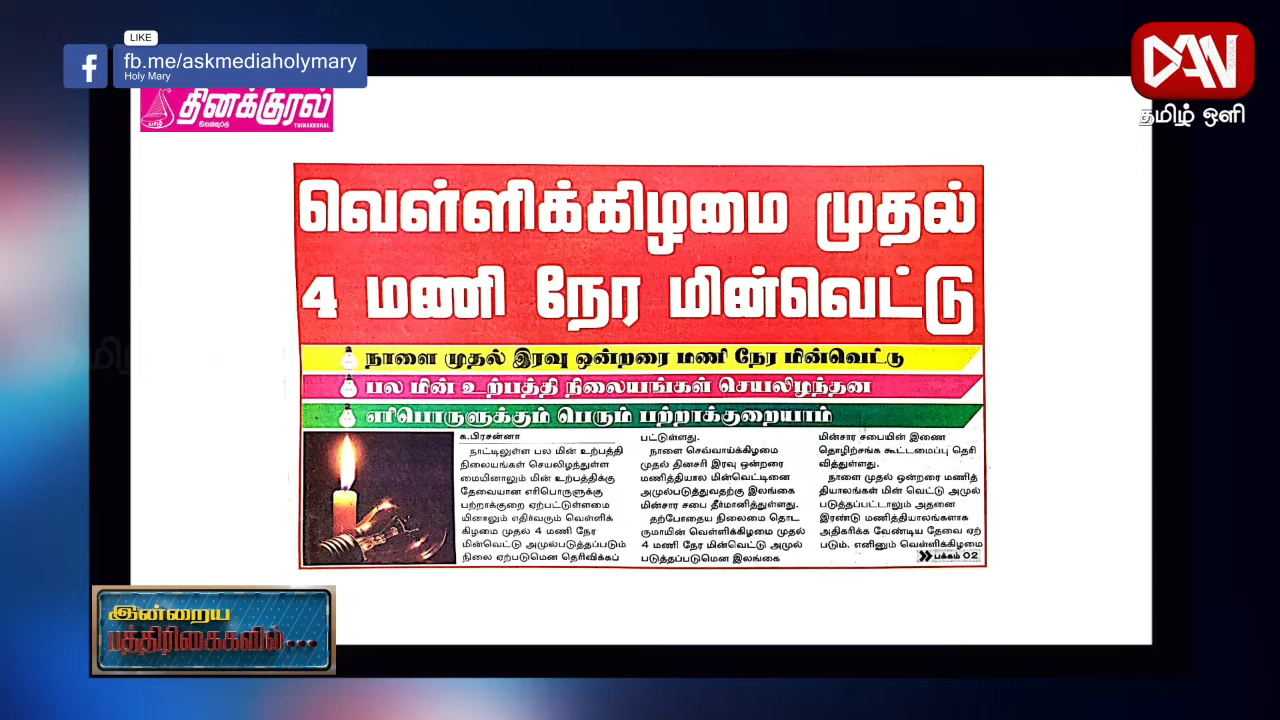 LIKE
fb.me/askmediaholymary
Holy Mary
DAN
தமிழ் ஒளி
தினக்குரல்
THINAKKURAL
வெள்ளிக்கிழமை முதல்
4 மணி நேர மின்வெட்டு
நாளை முதல் இரவு ஒன்றரை மணி நேர மின்வெட்டு
பல மின் உற்பத்தி நிலையங்கள் செயலிழந்தன
எரிபொருளுக்கும் பெரும் பற்றாக்குறையாம்
க.பிரசன்னா
நாட்டிலுள்ள பல மின் உற்பத்தி
நிலையங்கள் செயலிழந்துள்ள
மையினாலும் மின் உற்பத்திக்கு
தேவையான எரிபொருளுக்கு
பற்றாக்குறை ஏற்பட்டுள்ளமை
யினாலும் எதிர்வரும் வெள்ளிக்
கிழமை முதல் 4 மணி நேர
மின்வெட்டு அமுல்படுத்தப்படும்
நிலை ஏற்படுமென தெரிவிக்கப்
பட்டுள்ளது.
நாளை செவ்வாய்க்கிழமை
முதல் தினசரி இரவு ஒன்றரை
மணித்தியால மின்வெட்டினை
அமுல்படுத்துவதற்கு இலங்கை
மின்சார சபை தீர்மானித்துள்ளது.
தற்போதைய நிலைமை தொட
ருமாயின் வெள்ளிக்கிழமை முதல்
4 மணி நேர மின்வெட்டு அமுல்
படுத்தப்படுமென இலங்கை
மின்சார சபையின் இணை
தொழிற்சங்க கூட்டமைப்பு தெரி
வித்துள்ளது.
நாளை முதல் ஒன்றரை மணித்
தியாலங்கள் மின் வெட்டு அமுல்
படுத்தப்பட்டாலும் அதனை
இரண்டு மணித்தியாலங்களாக
அதிகரிக்க வேண்டிய தேவை ஏற்
படும். எனினும் வெள்ளிக்கிழமை
பக்கம் 02
இன்றைய
பத்திரிகைகளில்...